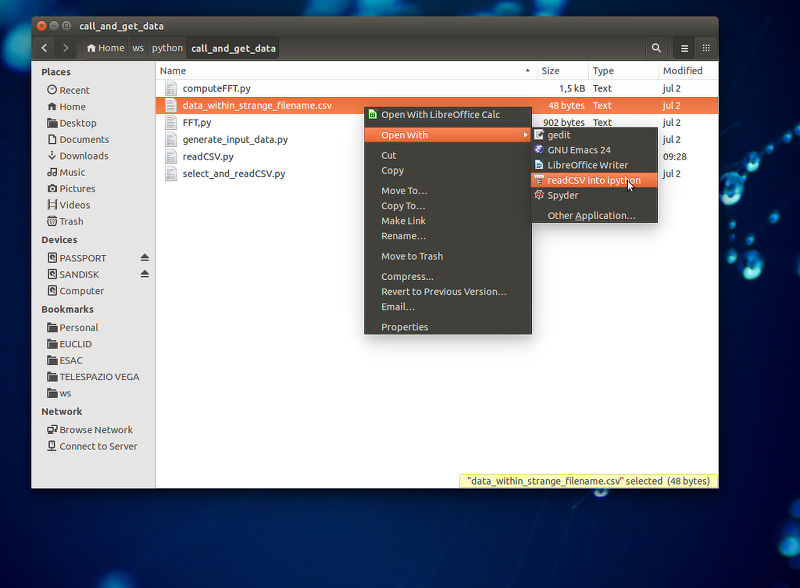 call_and_get_data
Home ws python call_and_get_data
Places
Recent
Home
Desktop
Documents
Downloads
Music
Pictures
Videos
Trash
Devices
PASSPORT
SANDISK
Computer
Bookmarks
Personal
EUCLID
ESAC
TELESPAZIO VEGA
ws
Network
Browse Network
Connect to Server
Name Size Type Modified
computeFFT.py 1,5 kB Text jul 2
data_within_strange_filename.csv 48 bytes Text jul 2
FFT,py 902 bytes Text jul 2
generate_input_data.py jul 2
readCSV.py 09:28
select_and_readCSV.py jul 2
Open With LibreOffice Calc
Open With
Cut
Copy
Move To…
Copy To…
Make Link
Rename…
Move to Trash
Compress…
Revert to Previous Version…
Email…
Properties
gedit
GNU Emacs 24
LibreOffice Writer
readCSV into ipython
Spyder
Other Application…
"data_within_strange_filename.csv" selected (48 bytes)